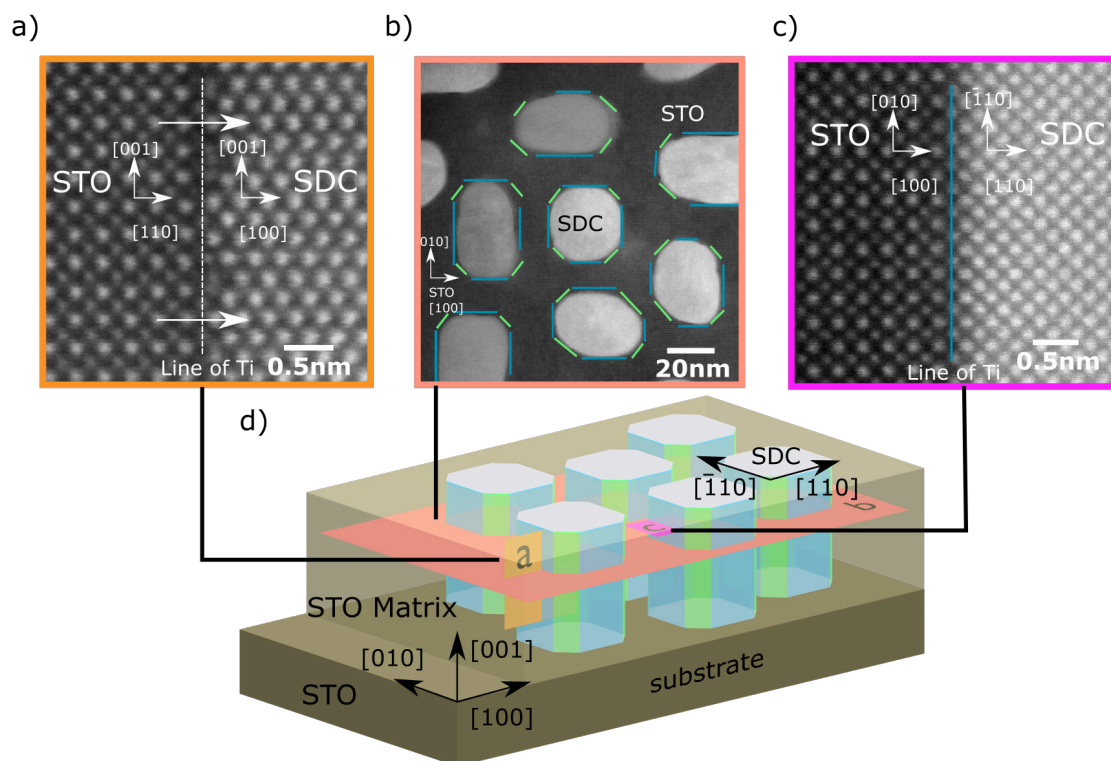 a)
b)
c)
[001]
[001]
STO
SDC
[110]
[100]
Line of Ti
0.5nm
STO
SDC
010]
STO
[100]
20nm
[010]
[1̄10]
STO
SDC
[100]
[110]
Line of Ti
0.5nm
d)
SDC
[1̄10]
[110]
b
c
a
STO Matrix
[010]
[001]
[100]
STO
substrate